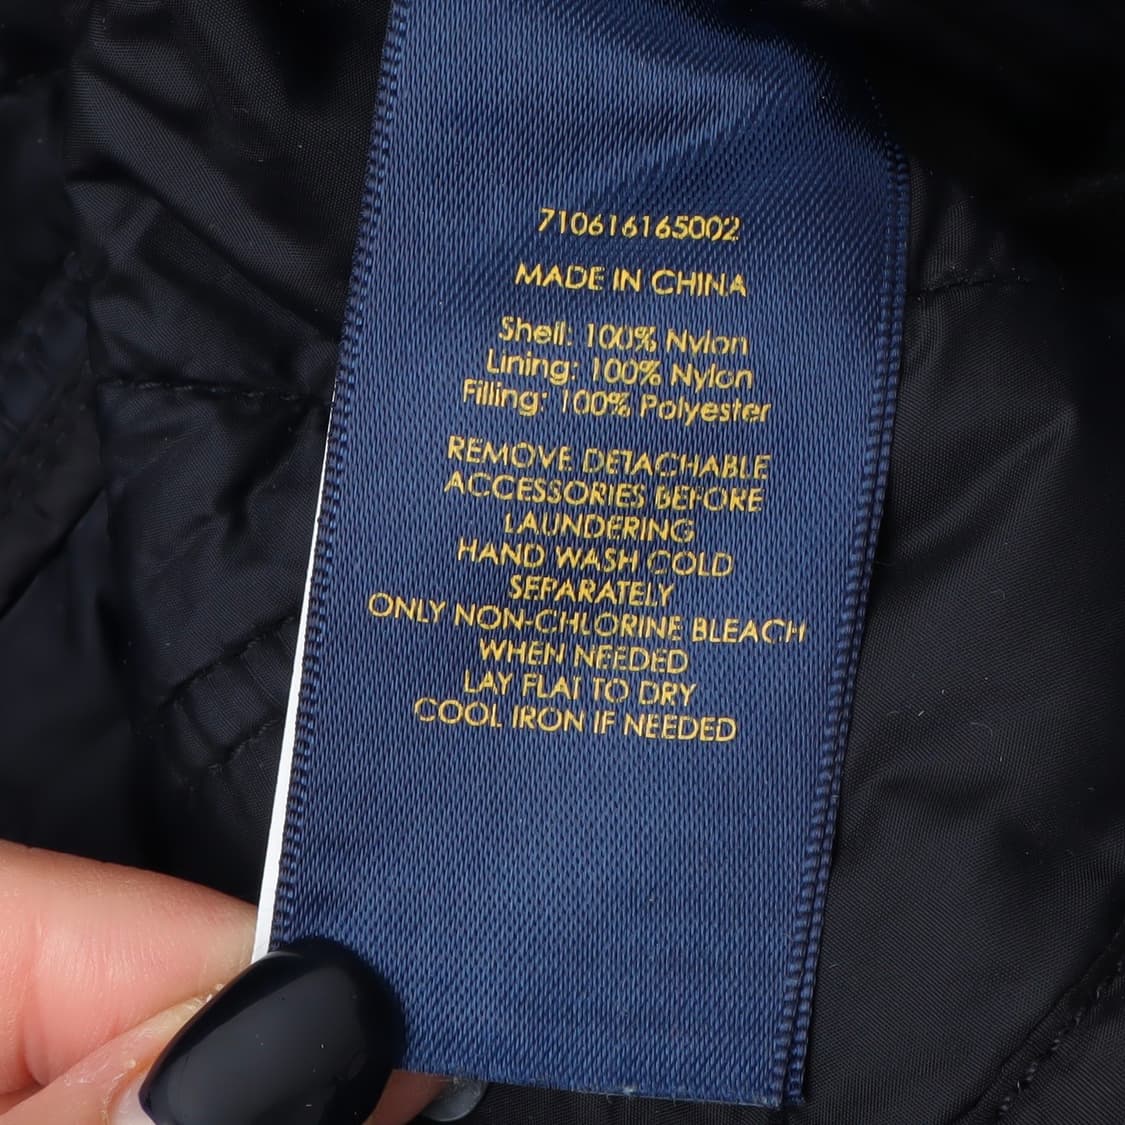 710616165002
MADE IN CHINA
Shell: 100% Nylon
Lining: 100% Nylon
Filling: 100% Polyester
REMOVE DETACHABLE
ACCESSORIES BEFORE
LAUNDERING
HAND WASH COLD
SEPARATELY
ONLY NON-CHLORINE BLEACH
WHEN NEEDED
LAY FLAT TO DRY
COOL IRON IF NEEDED